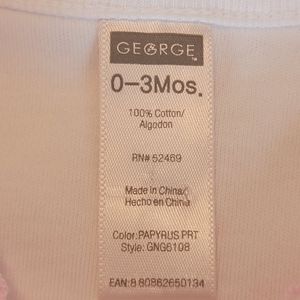 GEORGE
TM
0-3Mos.
100% Cotton/
Algodon
RN# 52469
Made in China/
Hecho en China
Color:PAPYRUS PRT
Style: GNG6108
EAN:8 80862650134